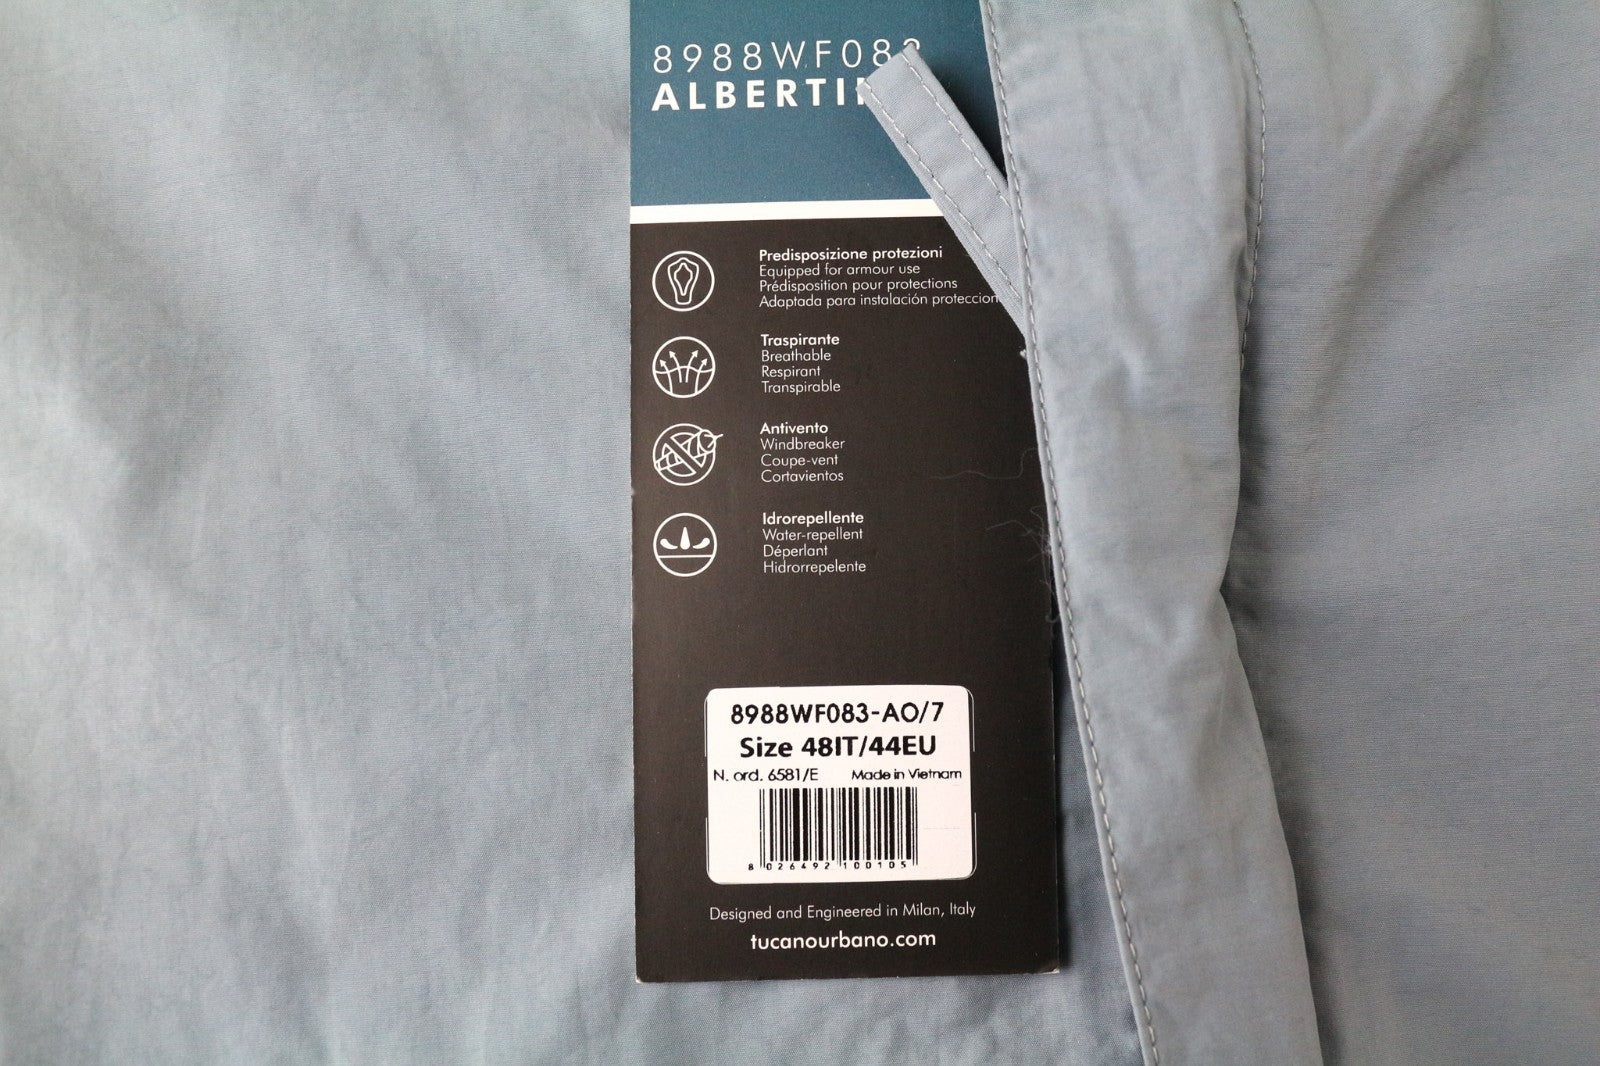 8988WF083
Predisposizione protezioni
Equipped for armour use
Prédisposition pour protections
Adaptada para instalación
Traspirante
Breathable
Respirant
Transpirable
Antivento
Windbreaker
Coupe-vent
Cortavientos
Idrorepellente
Water-repellent
Déperlant
Hidrorrepelente
8988WF083-AO/7
Size 48IT/44EU
N. ord. 6581/E Made in Vietnam
8 026492 100105
Designed and Engineered in Milan, Italy
tucanourbano.com